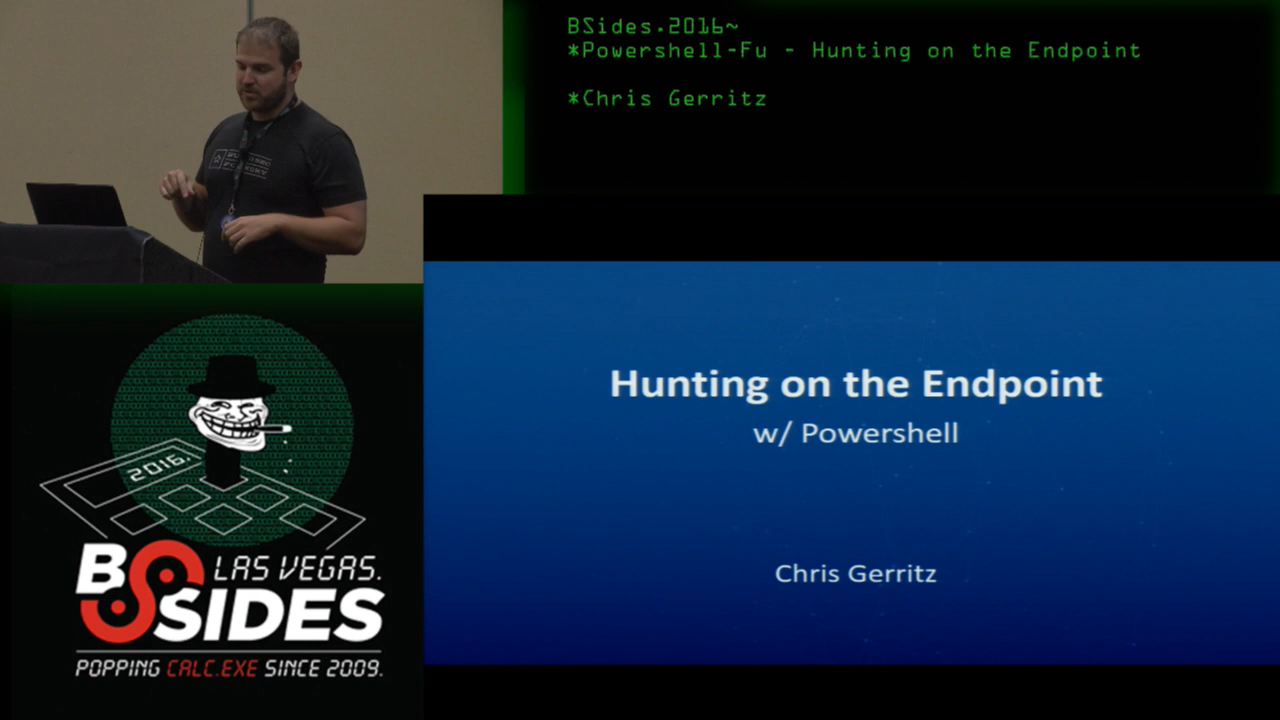 BSides.2016~
*Powershell-Fu - Hunting on the Endpoint
*Chris Gerritz
Hunting on the Endpoint
w/ Powershell
Chris Gerritz
2016.
BSIDES
LAS VEGAS.
POPPING CALC.EXE SINCE 2009.